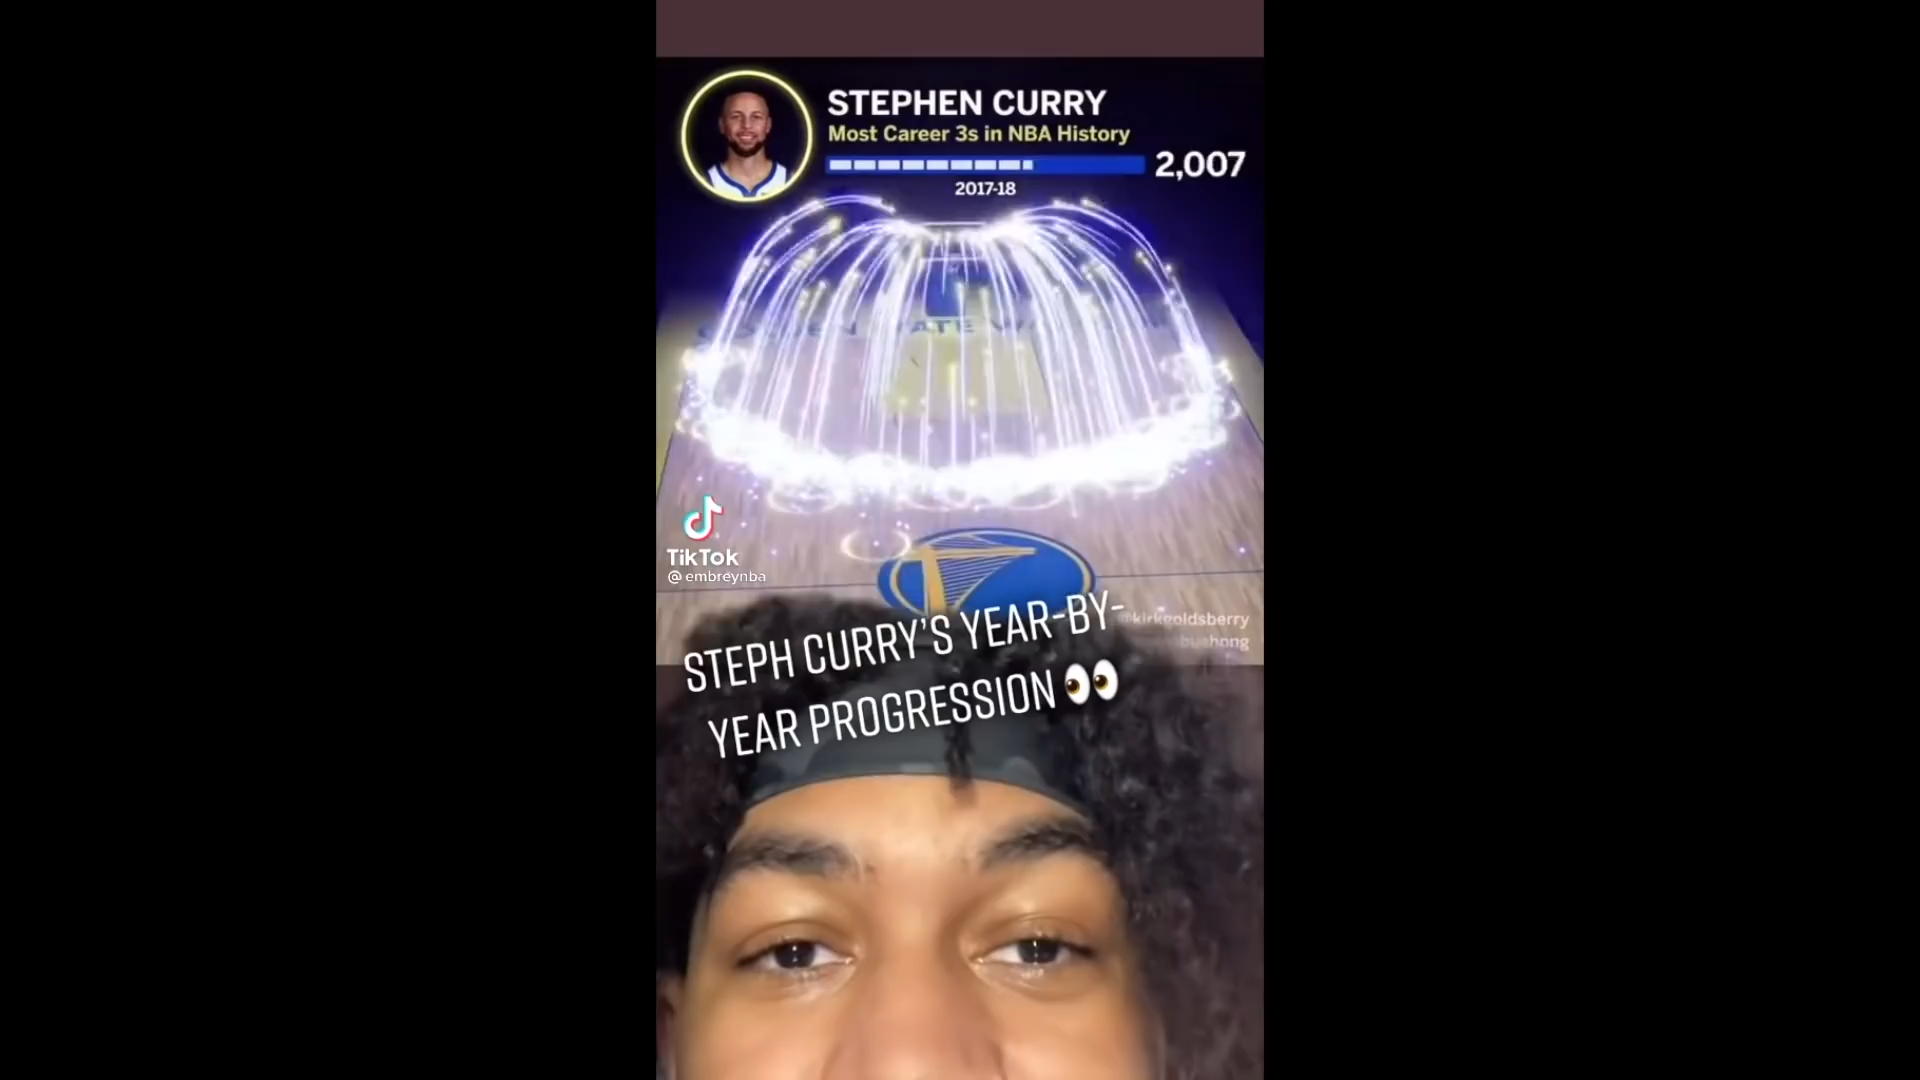 STEPHEN CURRY
Most Career 3s in NBA History
2,007
2017-18
TikTok
@embreynba
@kirkgoldsberry
STEPH CURRY'S YEAR-BY-
YEAR PROGRESSION 👀